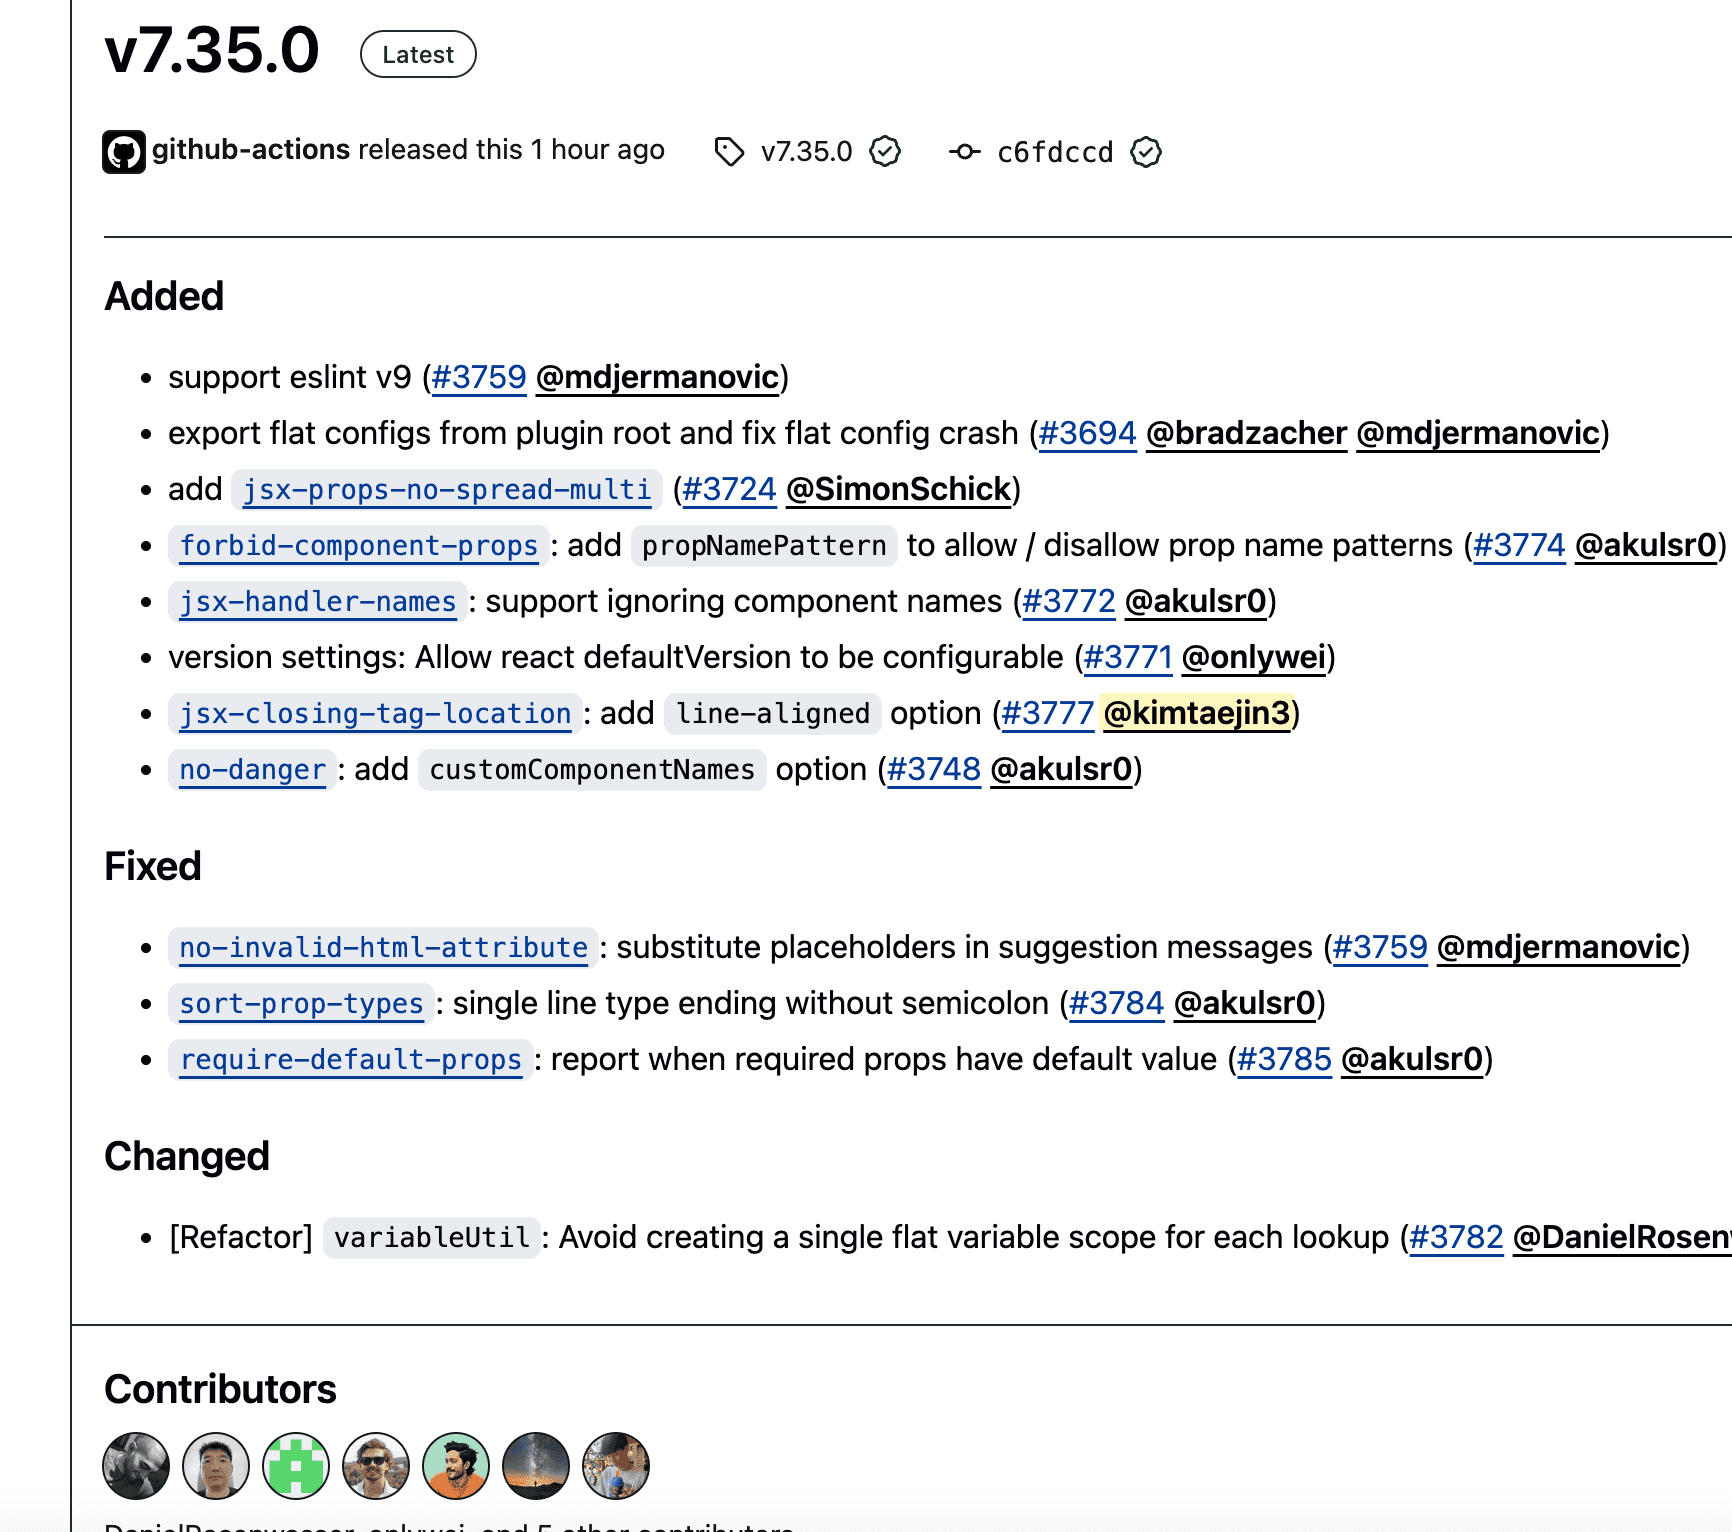 v7.35.0 Latest
github-actions released this 1 hour ago v7.35.0 c6fdccd
Added
support eslint v9 (#3759 @mdjermanovic)
export flat configs from plugin root and fix flat config crash (#3694 @bradzacher @mdjermanovic)
add jsx-props-no-spread-multi (#3724 @SimonSchick)
forbid-component-props: add propNamePattern to allow / disallow prop name patterns (#3774 @akulsr0)
jsx-handler-names: support ignoring component names (#3772 @akulsr0)
version settings: Allow react defaultVersion to be configurable (#3771 @onlywei)
jsx-closing-tag-location: add line-aligned option (#3777 @kimtaejin3)
no-danger: add customComponentNames option (#3748 @akulsr0)
Fixed
no-invalid-html-attribute: substitute placeholders in suggestion messages (#3759 @mdjermanovic)
sort-prop-types: single line type ending without semicolon (#3784 @akulsr0)
require-default-props: report when required props have default value (#3785 @akulsr0)
Changed
[Refactor] variableUtil: Avoid creating a single flat variable scope for each lookup (#3782
Contributors
DanielRosenwasser, onlywei, and 5 other contributors